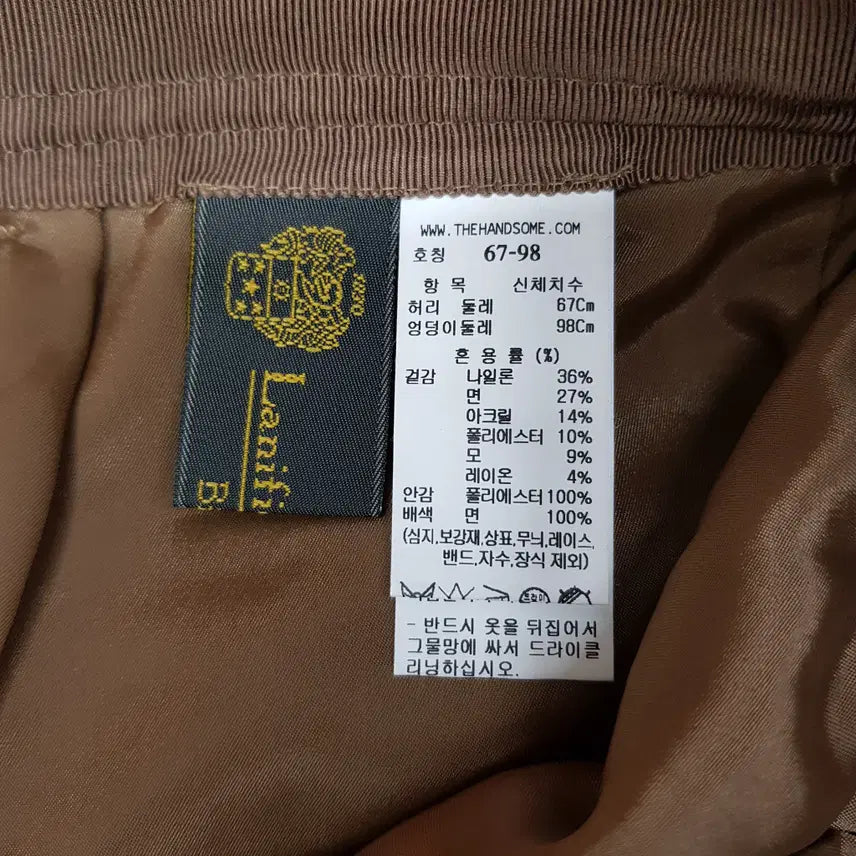 WWW.THEHANDSOME.COM
호칭 67-98
항 목 신체치수
허리 둘레 67Cm
엉덩이둘레 98Cm
혼 용 률 (%)
겉감 나일론 36%
면 27%
아크릴 14%
폴리에스터 10%
모 9%
레이온 4%
안감 폴리에스터 100%
배색 면 100%
(심지,보강재,상표,무늬,레이스,
밴드,자수,장식 제외)
드라이
- 반드시 옷을 뒤집어서
그물망에 싸서 드라이클
리닝하십시오.
Lanifi